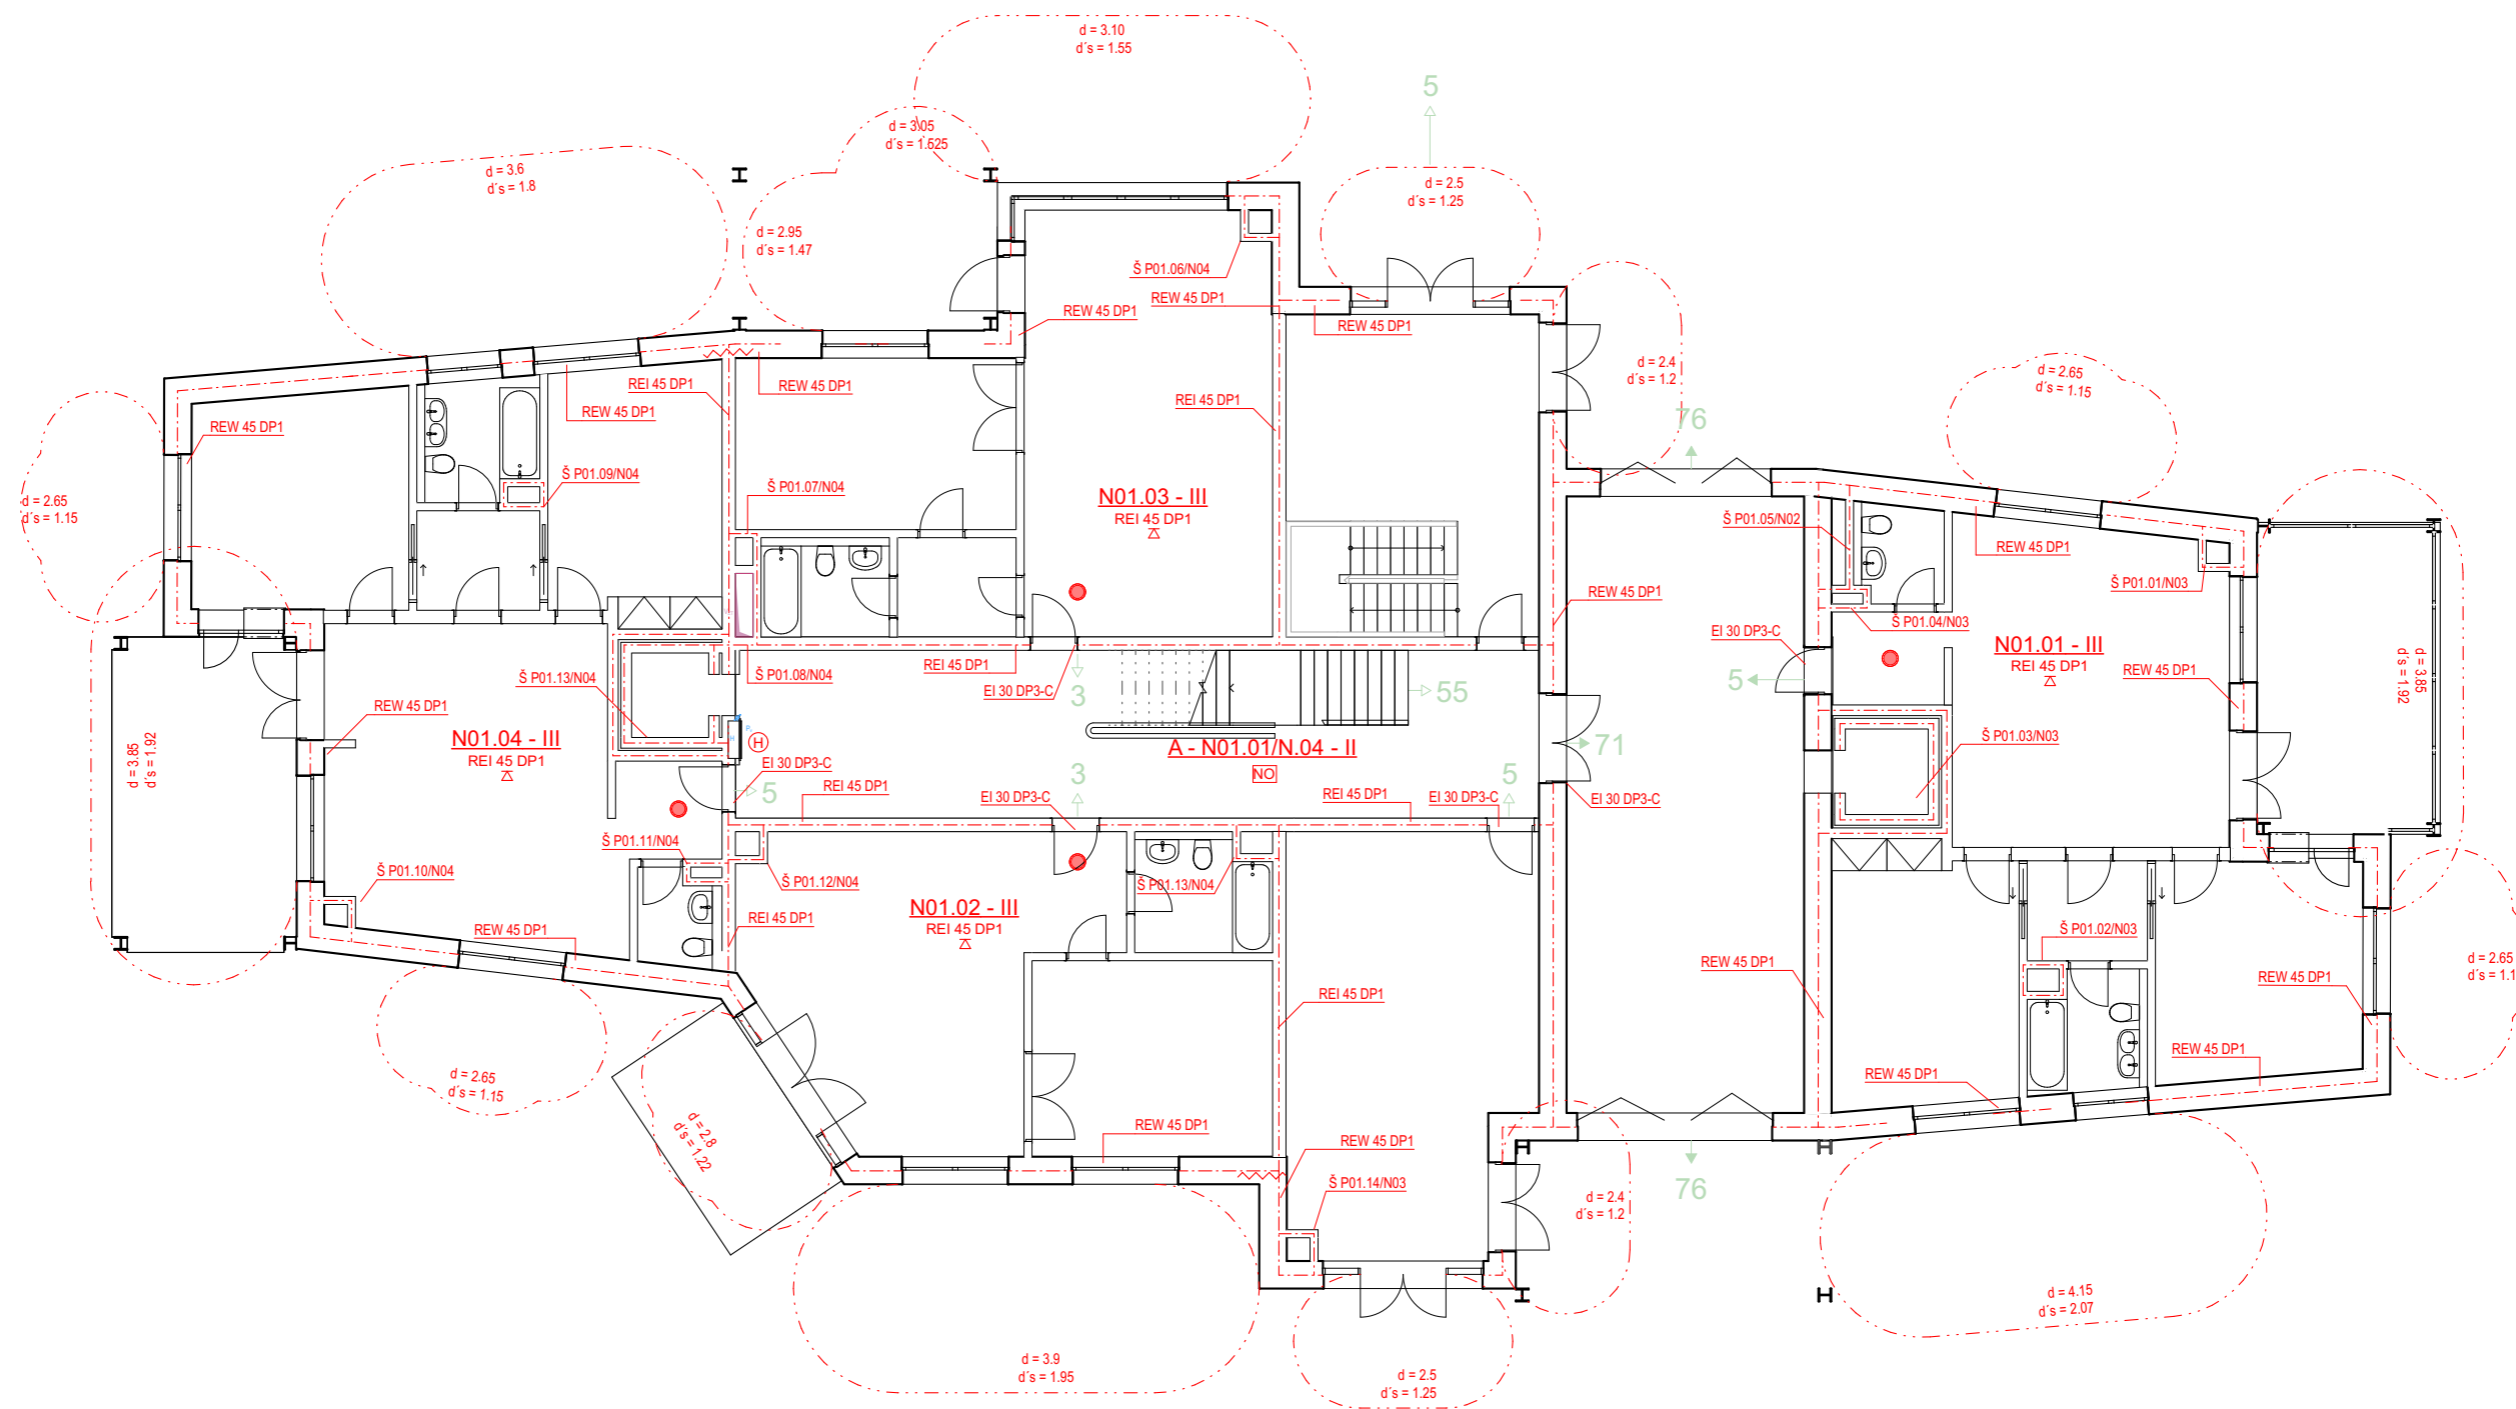 d = 3.10
d´s = 1.55
5
d = 3.05
d´s = 1.525
d = 3.6
d´s = 1.8
d = 2.5
d´s = 1.25
d = 2.95
d´s = 1.47
Š P01.06/N04
REW 45 DP1
REW 45 DP1
REW 45 DP1
d = 2.4
d´s = 1.2
d = 2.65
d´s = 1.15
REI 45 DP1
REW 45 DP1
REW 45 DP1
REI 45 DP1
76
REW 45 DP1
Š P01.09/N04
Š P01.07/N04
N01.03 - III
REI 45 DP1
d = 2.65
d´s = 1.15
Š P01.05/N02
REW 45 DP1
Š P01.01/N03
REW 45 DP1
Š P01.04/N03
EI 30 DP3-C
N01.01 - III
REI 45 DP1
REW 45 DP1
d = 3.85
d´s = 1.92
Š P01.13/N04
Š P01.08/N04
REI 45 DP1
EI 30 DP3-C
3
55
5
REW 45 DP1
N01.04 - III
REI 45 DP1
H
A - N01.01/N.04 - II
NO
71
Š P01.03/N03
d = 3.85
d´s = 1.92
EI 30 DP3-C
5
REI 45 DP1
3
EI 30 DP3-C
REI 45 DP1
5
EI 30 DP3-C
EI 30 DP3-C
Š P01.11/N04
Š P01.10/N04
Š P01.12/N04
Š P01.13/N04
N01.02 - III
REI 45 DP1
REW 45 DP1
REI 45 DP1
Š P01.02/N03
REW 45 DP1
REW 45 DP1
d = 2.65
d´s = 1.1
REI 45 DP1
REW 45 DP1
REW 45 DP1
d = 2.65
d´s = 1.15
d = 2.8
d´s = 1.22
REW 45 DP1
REW 45 DP1
Š P01.14/N03
76
d = 2.4
d´s = 1.2
d = 4.15
d´s = 2.07
d = 3.9
d´s = 1.95
d = 2.5
d´s = 1.25